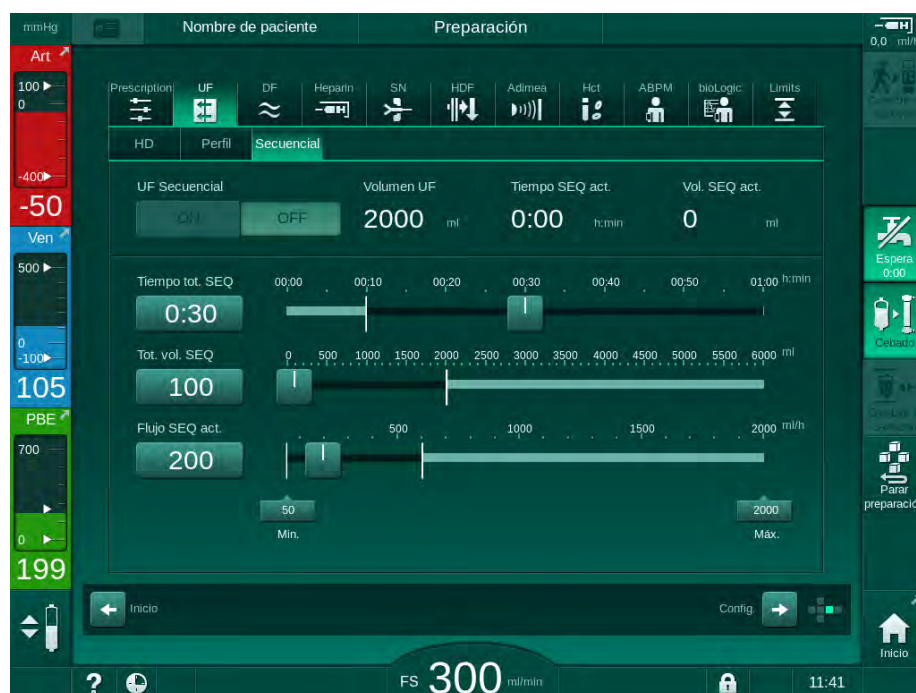 mmHg Nombre de paciente Preparación
0,0 ml/h
Art
100
0
-400
-50
Ven
500
0
-100
105
PBE
700
0
199
Prescription UF DF Heparin SN HDF Adimea Hct ABPM bioLogic Limits
HD Perfil Secuencial
UF Secuencial Volumen UF Tiempo SEQ act. Vol. SEQ act.
ON OFF 2000 ml 0:00 h:min 0 ml
Tiempo tot. SEQ 00:00 00:10 00:20 00:30 00:40 00:50 01:00 h:min
0:30
Tot. vol. SEQ 0 500 1000 1500 2000 2500 3000 3500 4000 4500 5000 5500 6000 ml
100
Flujo SEQ act. 500 1000 1500 2000 ml/h
200
50 2000
Min. Máx.
Inicio Config.
Espera
0:00
Cebado
Parar
preparació
Inicio
? FS 300 ml/min 11:41